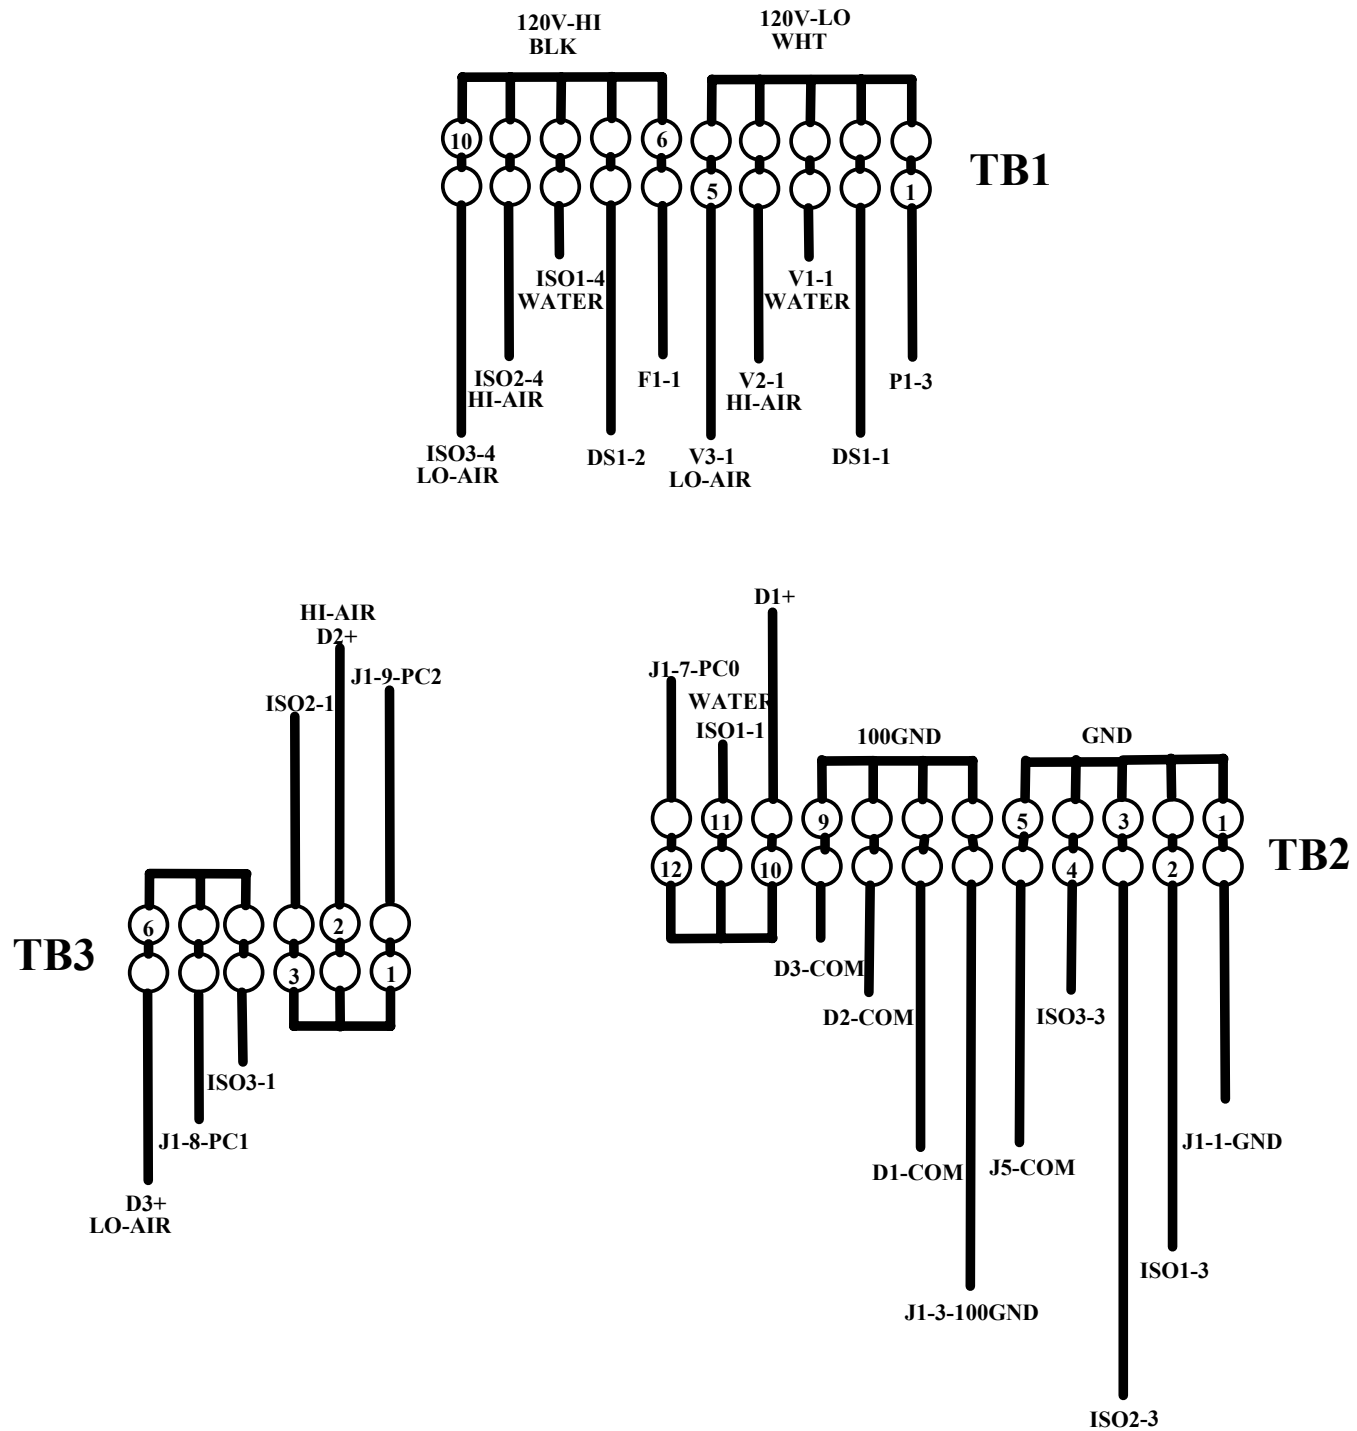 120V-HI
BLK
120V-LO
WHT
10
6
5
1
TB1
ISO1-4
WATER
V1-1
WATER
ISO2-4
HI-AIR
F1-1
V2-1
HI-AIR
P1-3
ISO3-4
LO-AIR
DS1-2
V3-1
LO-AIR
DS1-1
HI-AIR
D2+
J1-9-PC2
ISO2-1
6
2
3
1
TB3
ISO3-1
J1-8-PC1
D3+
LO-AIR
D1+
J1-7-PC0
WATER
ISO1-1
100GND
GND
11
9
5
3
1
12
10
4
2
TB2
D3-COM
D2-COM
ISO3-3
D1-COM
J5-COM
J1-1-GND
ISO1-3
J1-3-100GND
ISO2-3